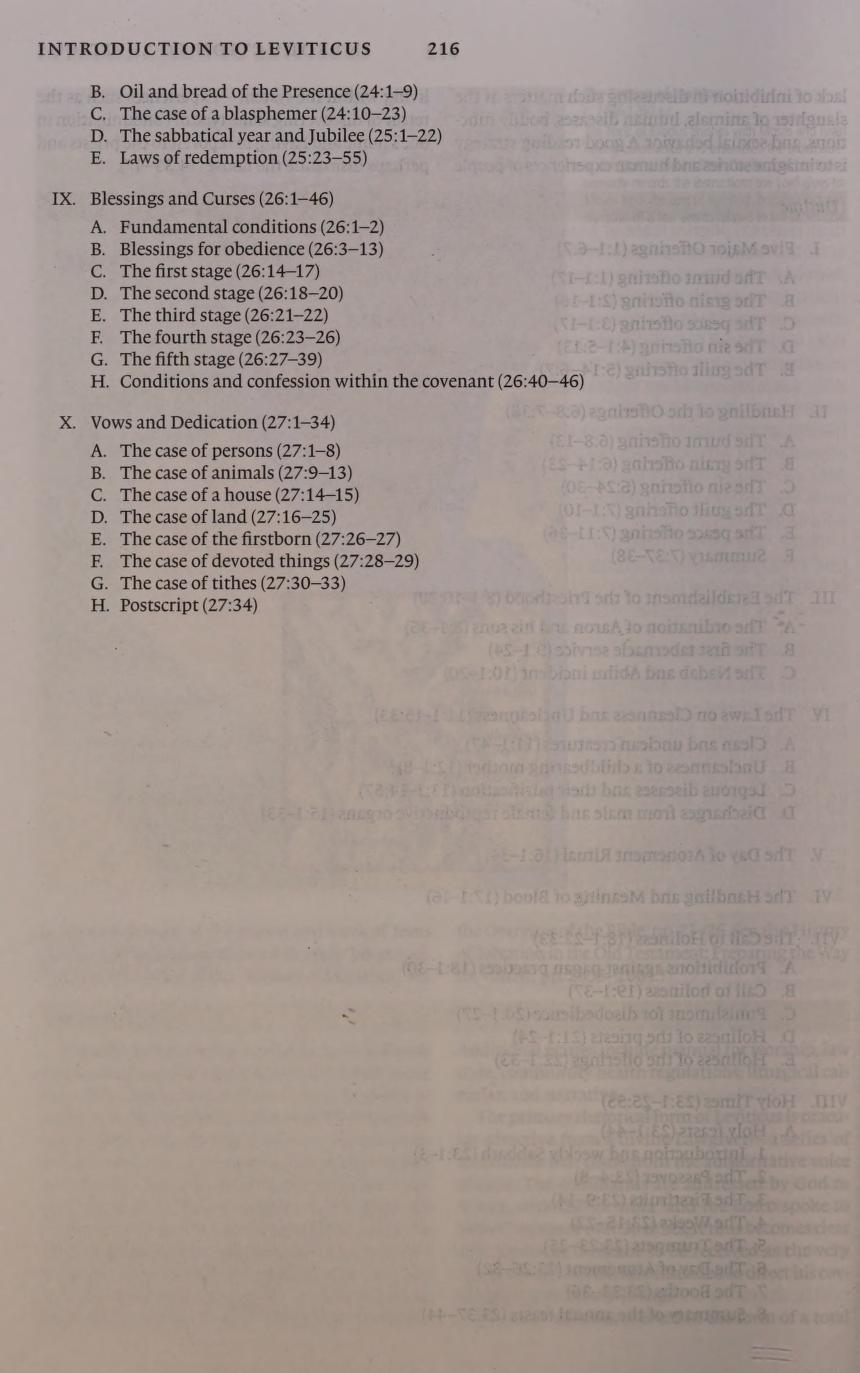 INTRODUCTION TO LEVITICUS 216
B. Oil and bread of the Presence (24:1–9)
C. The case of a blasphemer (24:10–23)
D. The sabbatical year and Jubilee (25:1–22)
E. Laws of redemption (25:23–55)
IX. Blessings and Curses (26:1–46)
A. Fundamental conditions (26:1–2)
B. Blessings for obedience (26:3–13)
C. The first stage (26:14–17)
D. The second stage (26:18–20)
E. The third stage (26:21–22)
F. The fourth stage (26:23–26)
G. The fifth stage (26:27–39)
H. Conditions and confession within the covenant (26:40–46)
X. Vows and Dedication (27:1–34)
A. The case of persons (27:1–8)
B. The case of animals (27:9–13)
C. The case of a house (27:14–15)
D. The case of land (27:16–25)
E. The case of the firstborn (27:26–27)
F. The case of devoted things (27:28–29)
G. The case of tithes (27:30–33)
H. Postscript (27:34)